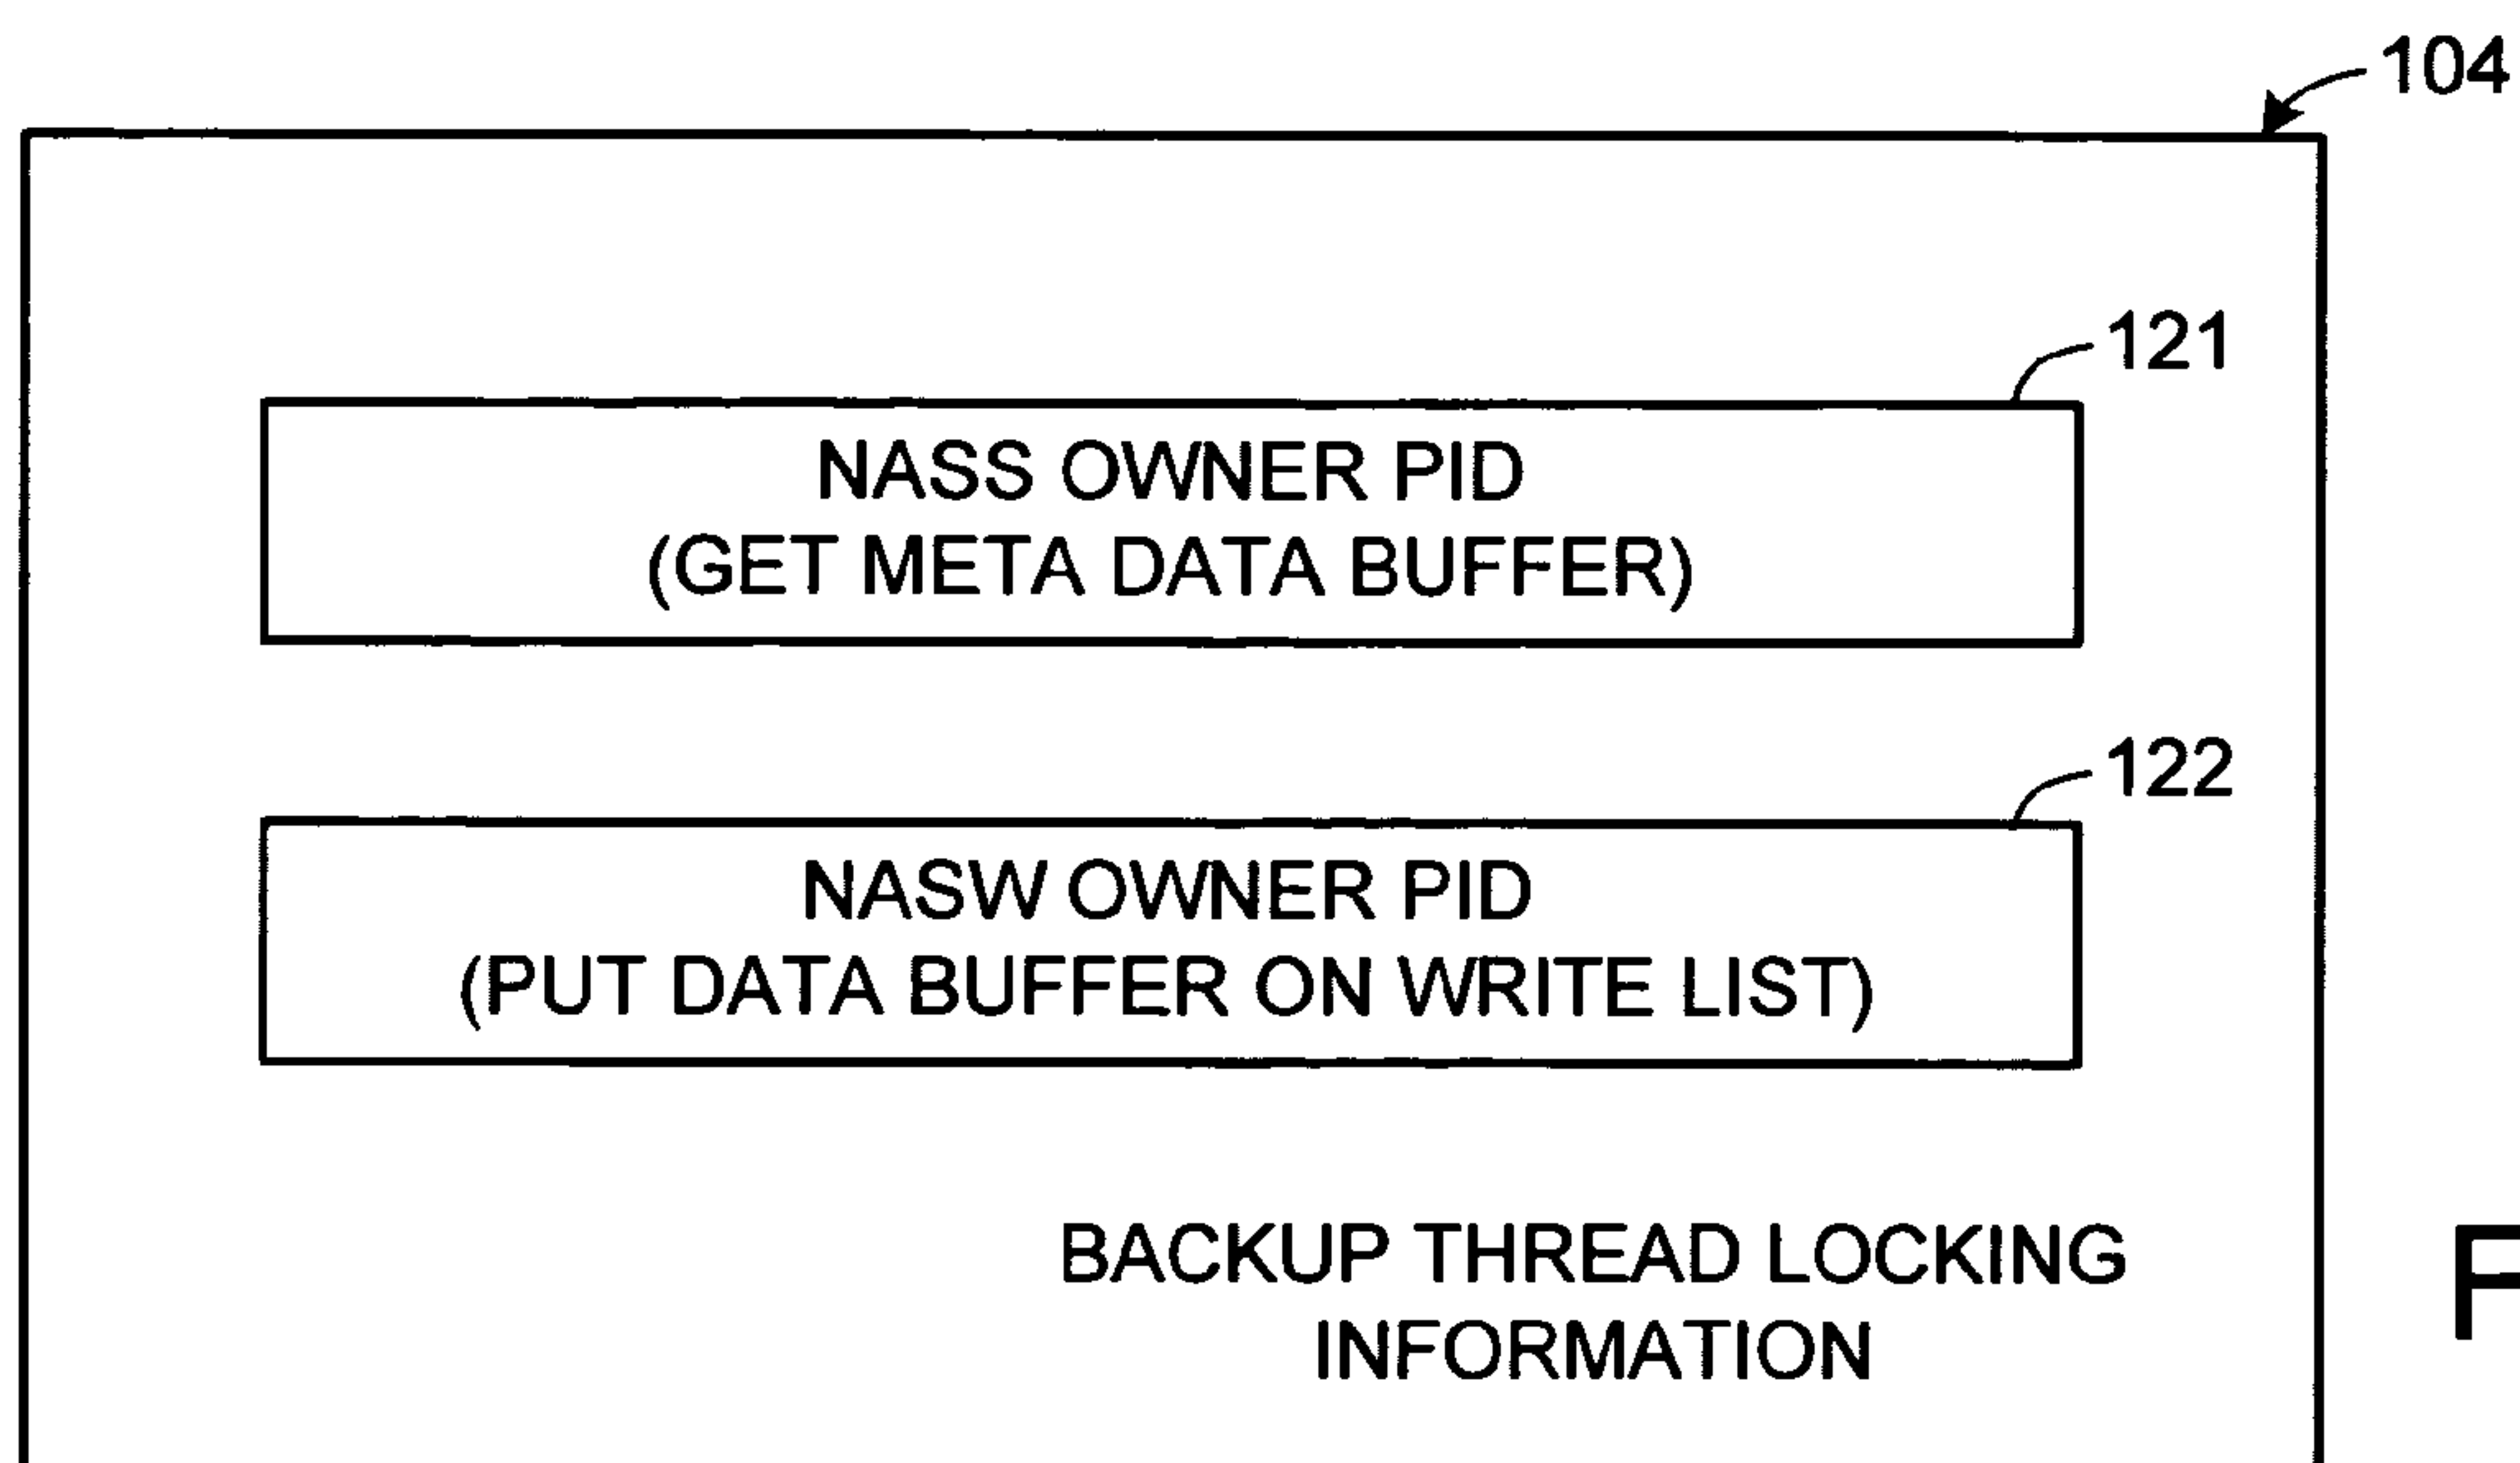 104
121
NASS OWNER PID
(GET META DATA BUFFER)
122
NASW OWNER PID
(PUT DATA BUFFER ON WRITE LIST)
BACKUP THREAD LOCKING
INFORMATION